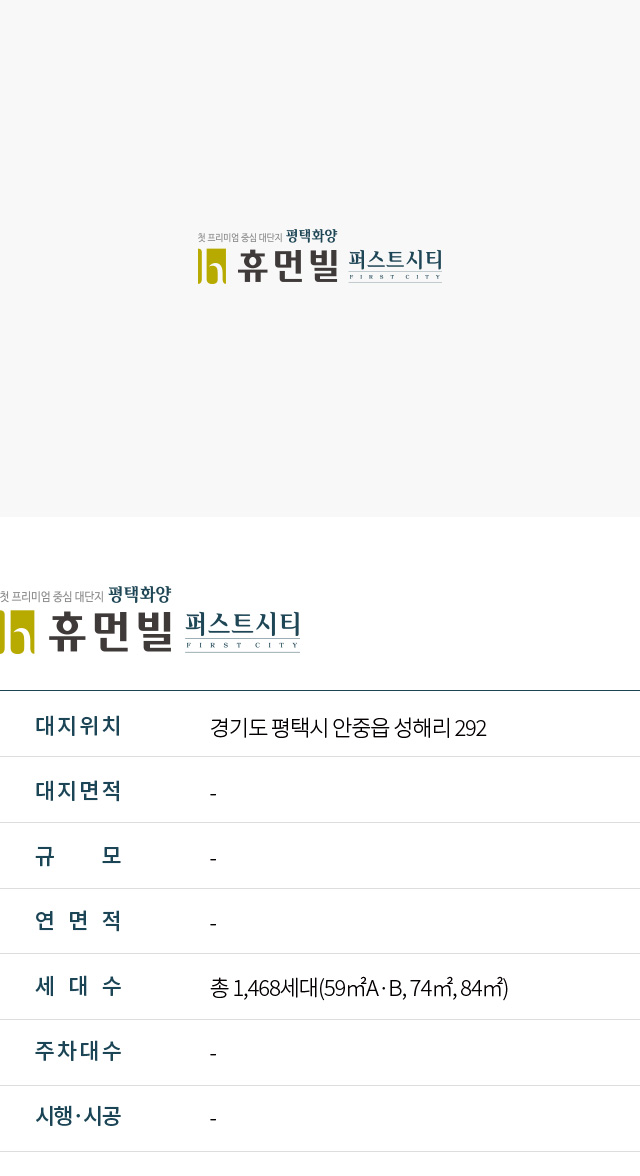 첫 프리미엄 중심 대단지 평택화양
휴먼빌 퍼스트시티
FIRST CITY
첫 프리미엄 중심 대단지 평택화양
휴먼빌 퍼스트시티
FIRST CITY
대지위치 경기도 평택시 안중읍 성해리 292
대지면적 -
규 모 -
연 면 적 -
세 대 수 총 1,468세대(59㎡A·B, 74㎡, 84㎡)
주차대수 -
시행·시공 -